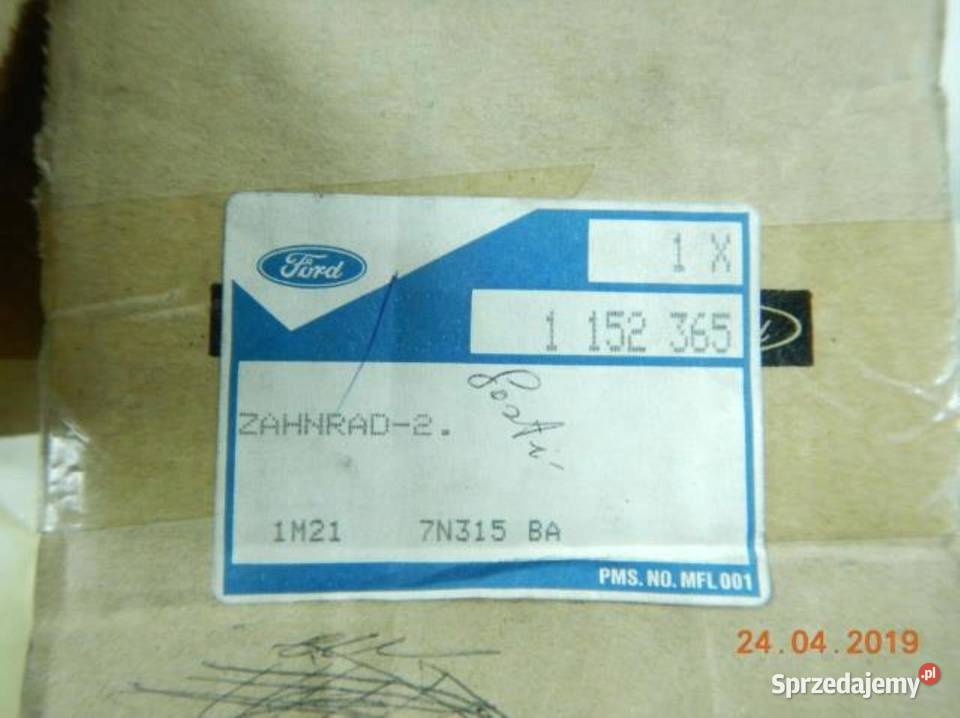 Ford
1 X
1 152 365
ZAHNRAD-2.
1M21 7N315 BA
PMS. NO. MFL 001
24.04.2019
Sprzedajemy.pl